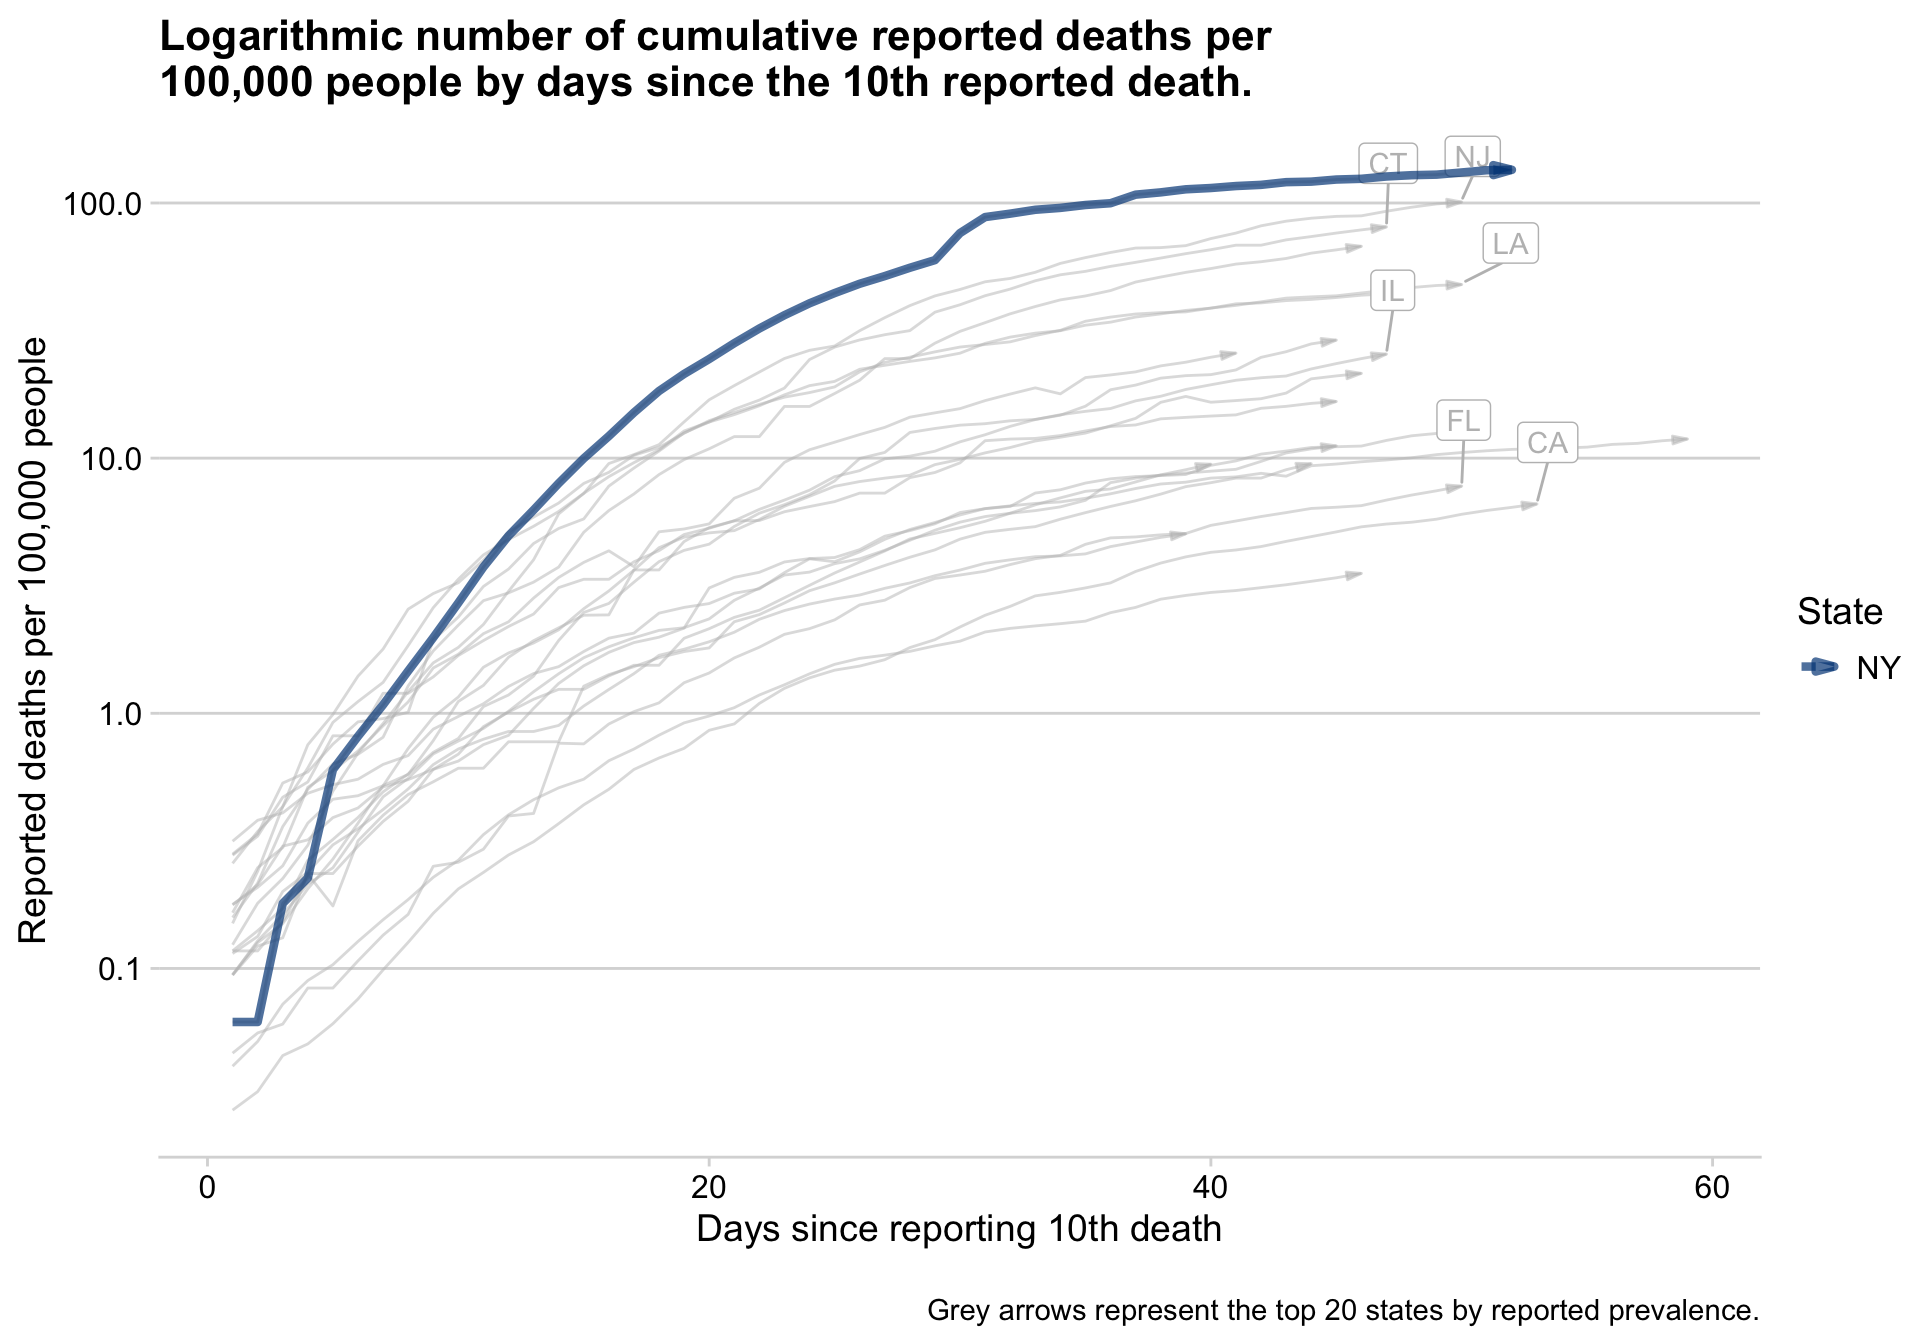 Logarithmic number of cumulative reported deaths per
100,000 people by days since the 10th reported death.
Reported deaths per 100,000 people
100.0
10.0
1.0
0.1
CT
NJ
LA
IL
FL
CA
State
NY
0
20
40
60
Days since reporting 10th death
Grey arrows represent the top 20 states by reported prevalence.